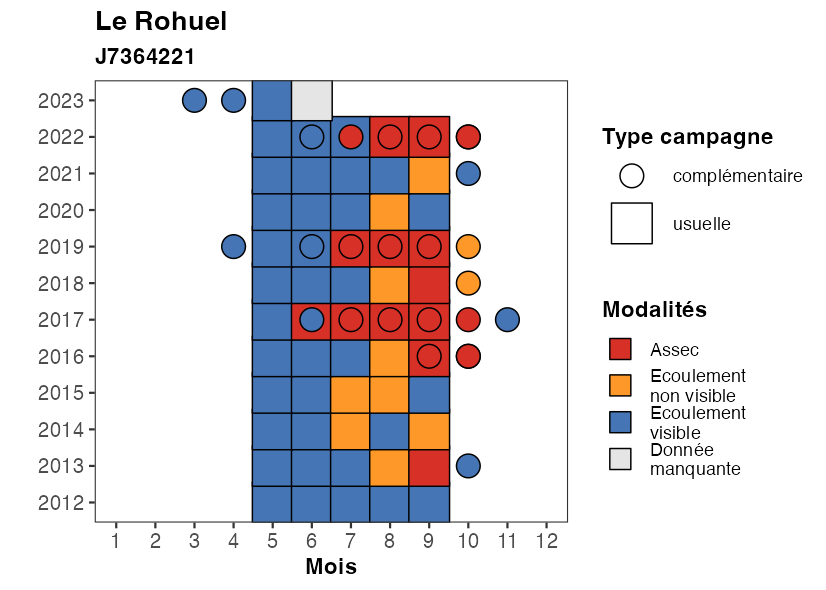 Le Rohuel
J7364221
2023
2022
2021
2020
2019
2018
2017
2016
2015
2014
2013
2012
1 2 3 4 5 6 7 8 9 10 11 12
Mois
Type campagne
complémentaire
usuelle
Modalités
Assec
Ecoulement
non visible
Ecoulement
visible
Donnée
manquante